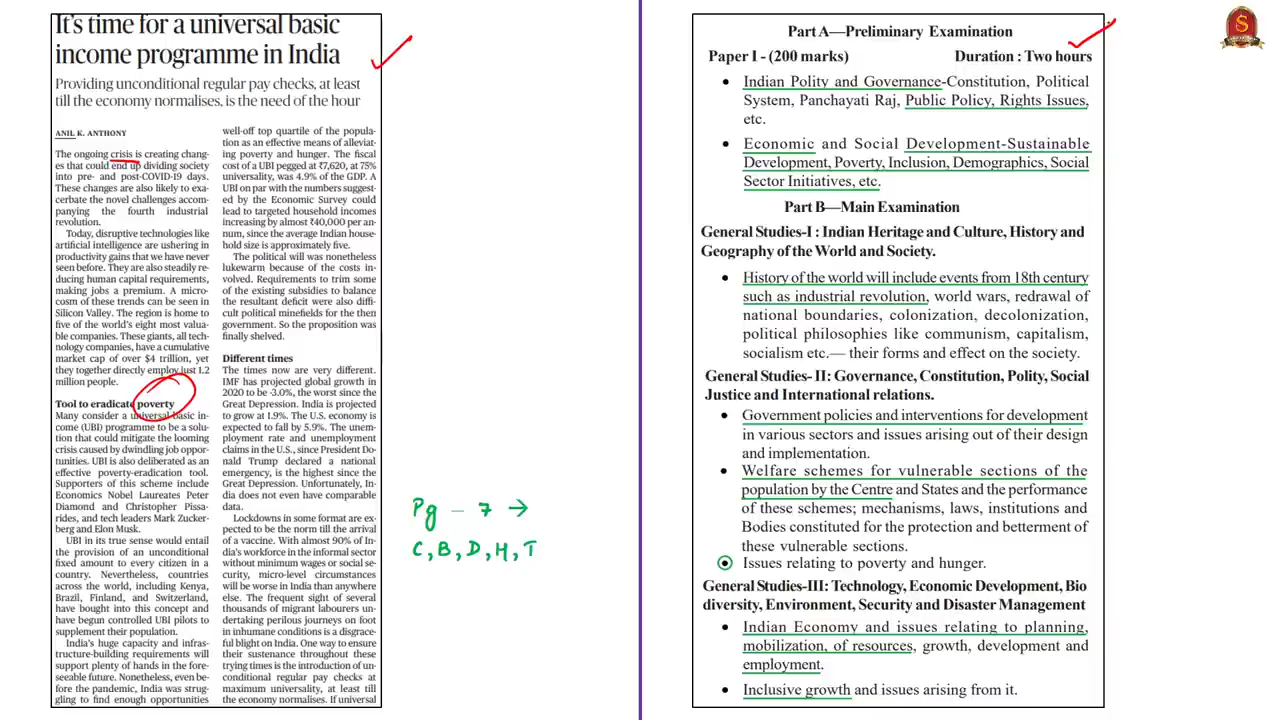 It's time for a universal basic
income programme in India
Providing unconditional regular pay checks, at least
till the economy normalises, is the need of the hour
ANIL K. ANTHONY
The ongoing crisis is creating chang-
es that could end up dividing society
into pre- and post-COVID-19 days.
These changes are also likely to exa-
cerbate the novel challenges accom-
panying the fourth industrial
revolution.
Today, disruptive technologies like
artificial intelligence are ushering in
productivity gains that we have never
seen before. They are also steadily re-
ducing human capital requirements,
making jobs a premium. A micro-
cosm of these trends can be seen in
Silicon Valley. The region is home to
five of the world's eight most valua-
ble companies. These giants, all tech-
nology companies, have a cumulative
market cap of over $4 trillion, yet
they together directly employ just 1.2
million people.
Tool to eradicate poverty
Many consider a universal basic in-
come (UBI) programme to be a solu-
tion that could mitigate the looming
crisis caused by dwindling job oppor-
tunities. UBI is also deliberated as an
effective poverty-eradication tool.
Supporters of this scheme include
Economics Nobel Laureates Peter
Diamond and Christopher Pissa-
rides, and tech leaders Mark Zucker-
berg and Elon Musk.
UBI in its true sense would entail
the provision of an unconditional
fixed amount to every citizen in a
country. Nevertheless, countries
across the world, including Kenya,
Brazil, Finland, and Switzerland,
have bought into this concept and
have begun controlled UBI pilots to
supplement their population.
India's huge capacity and infras-
tructure-building requirements will
support plenty of hands in the fore-
seeable future. Nonetheless, even be-
fore the pandemic, India was strug-
gling to find enough opportunities
well-off top quartile of the popula-
tion as an effective means of alleviat-
ing poverty and hunger. The fiscal
cost of a UBI pegged at ₹7,620, at 75%
universality, was 4.9% of the GDP. A
UBI on par with the numbers suggest-
ed by the Economic Survey could
lead to targeted household incomes
increasing by almost ₹40,000 per an-
num, since the average Indian house-
hold size is approximately five.
The political will was nonetheless
lukewarm because of the costs in-
volved. Requirements to trim some
of the existing subsidies to balance
the resultant deficit were also diffi-
cult political minefields for the then
government. So the proposition was
finally shelved.
Different times
The times now are very different.
IMF has projected global growth in
2020 to be -3.0%, the worst since the
Great Depression. India is projected
to grow at 1.9%. The U.S. economy is
expected to fall by 5.9%. The unem-
ployment rate and unemployment
claims in the U.S., since President Do-
nald Trump declared a national
emergency, is the highest since the
Great Depression. Unfortunately, In-
dia does not even have comparable
data.
Lockdowns in some format are ex-
pected to be the norm till the arrival
of a vaccine. With almost 90% of In-
dia's workforce in the informal sector
without minimum wages or social se-
curity, micro-level circumstances
will be worse in India than anywhere
else. The frequent sight of several
thousands of migrant labourers un-
dertaking perilous journeys on foot
in inhumane conditions is a disgrace-
ful blight on India. One way to ensure
their sustenance throughout these
trying times is the introduction of un-
conditional regular pay checks at
maximum universality, at least till
the economy normalises. If universal
Pg – 7 →
C, B, D, H, T
Part A—Preliminary Examination
Paper I - (200 marks) Duration : Two hours
• Indian Polity and Governance-Constitution, Political
System, Panchayati Raj, Public Policy, Rights Issues,
etc.
• Economic and Social Development-Sustainable
Development, Poverty, Inclusion, Demographics, Social
Sector Initiatives, etc.
Part B—Main Examination
General Studies-I : Indian Heritage and Culture, History and
Geography of the World and Society.
• History of the world will include events from 18th century
such as industrial revolution, world wars, redrawal of
national boundaries, colonization, decolonization,
political philosophies like communism, capitalism,
socialism etc.— their forms and effect on the society.
General Studies- II: Governance, Constitution, Polity, Social
Justice and International relations.
• Government policies and interventions for development
in various sectors and issues arising out of their design
and implementation.
• Welfare schemes for vulnerable sections of the
population by the Centre and States and the performance
of these schemes; mechanisms, laws, institutions and
Bodies constituted for the protection and betterment of
these vulnerable sections.
• Issues relating to poverty and hunger.
General Studies-III: Technology, Economic Development, Bio
diversity, Environment, Security and Disaster Management
• Indian Economy and issues relating to planning,
mobilization, of resources, growth, development and
employment.
• Inclusive growth and issues arising from it.
S